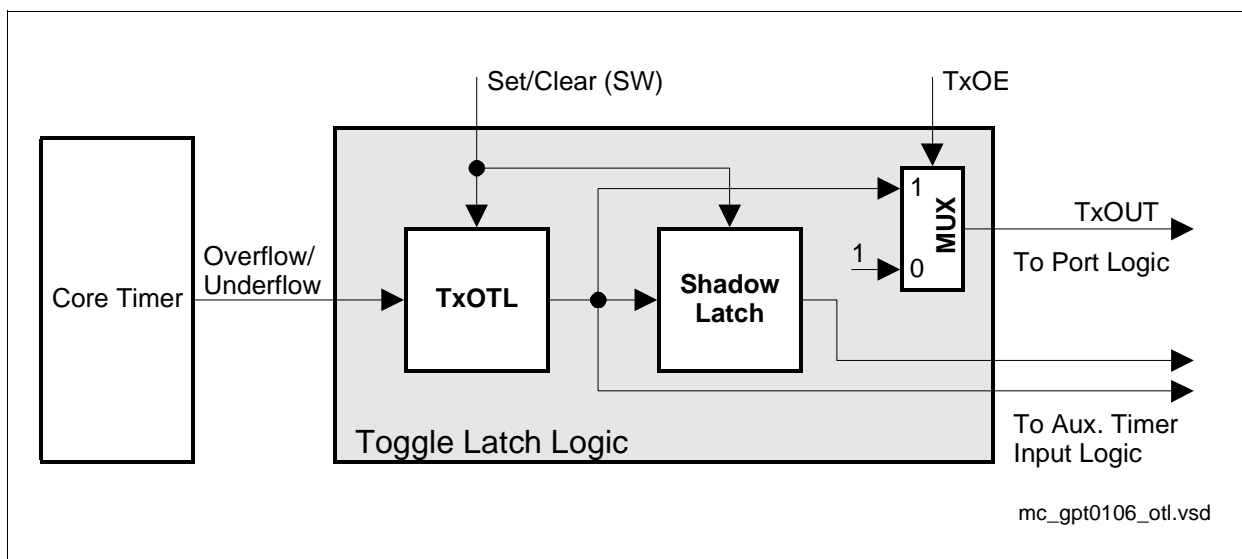 Set/Clear (SW)
TxOE
Core Timer
Overflow/
Underflow
TxOTL
Shadow
Latch
1
MUX
1
0
TxOUT
To Port Logic
Toggle Latch Logic
To Aux. Timer
Input Logic
mc_gpt0106_otl.vsd